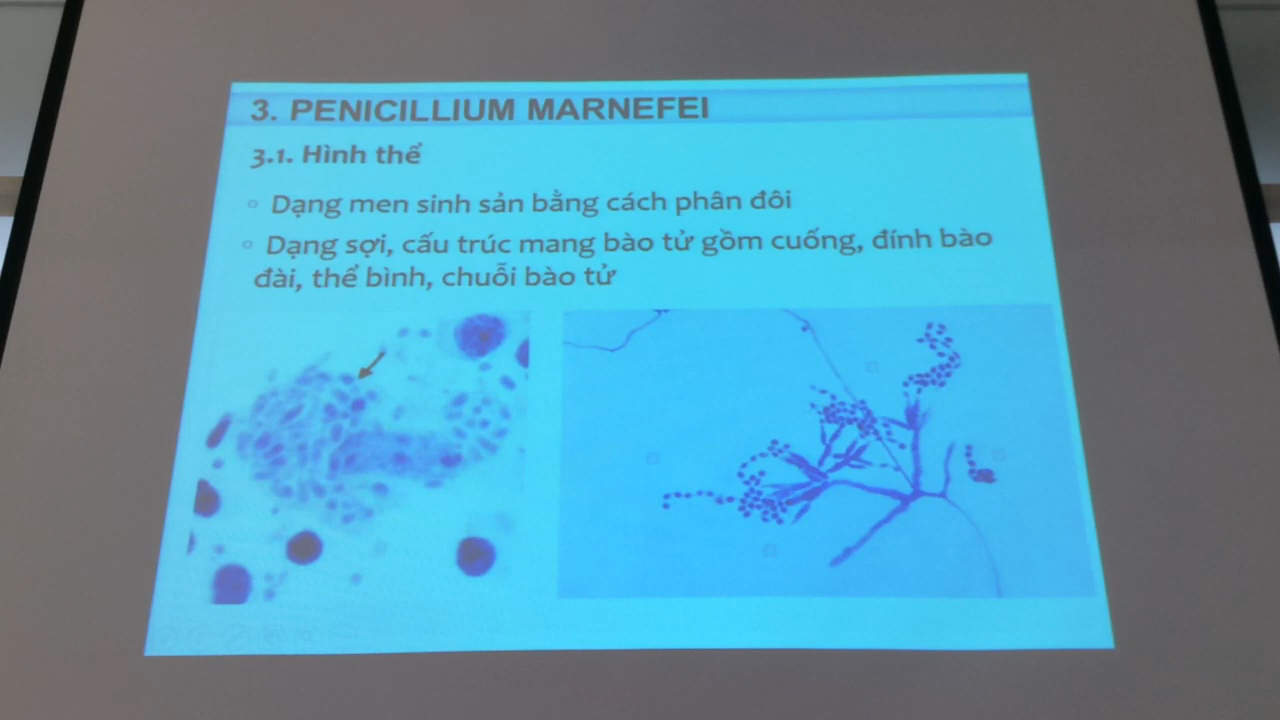 3. PENICILLIUM MARNEFEI
3.1. Hình thể
Dạng men sinh sản bằng cách phân đôi
Dạng sợi, cấu trúc mang bào tử gồm cuống, đính bào
đài, thể bình, chuỗi bào tử